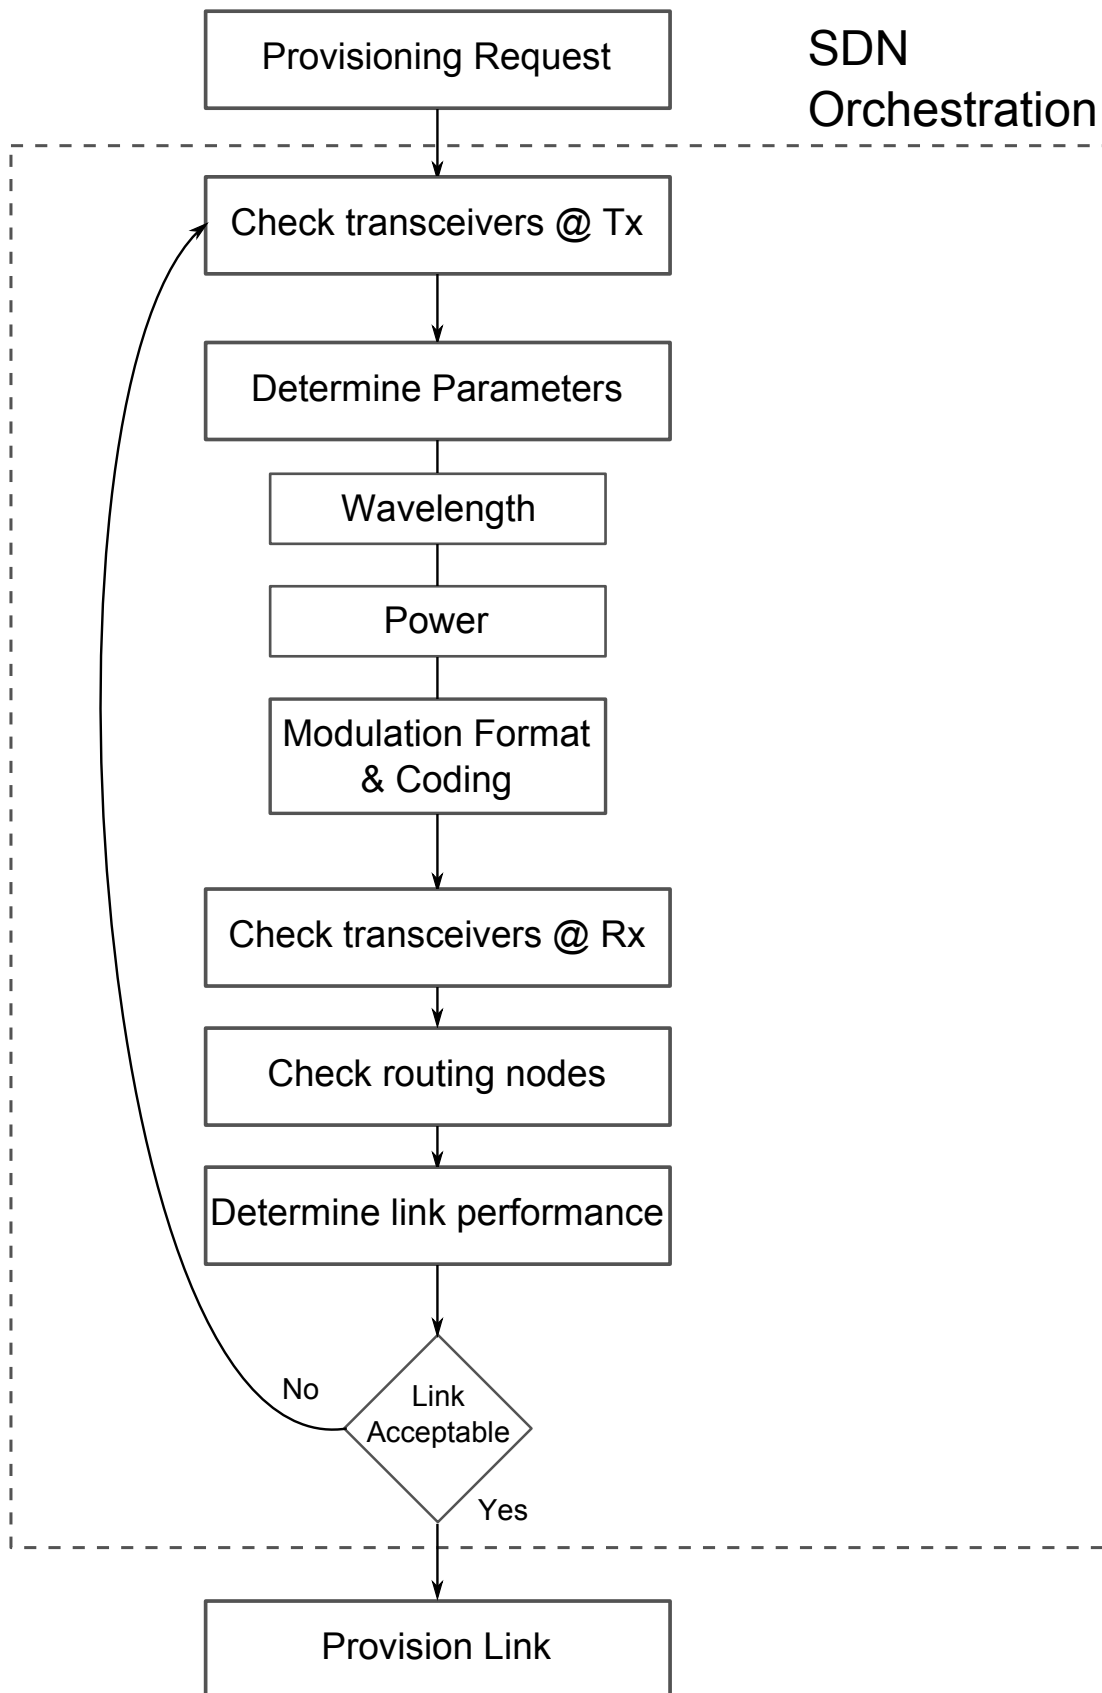 Provisioning Request
SDN
Orchestration
Check transceivers @ Tx
Determine Parameters
Wavelength
Power
Modulation Format
& Coding
Check transceivers @ Rx
Check routing nodes
Determine link performance
No
Link
Acceptable
Yes
Provision Link